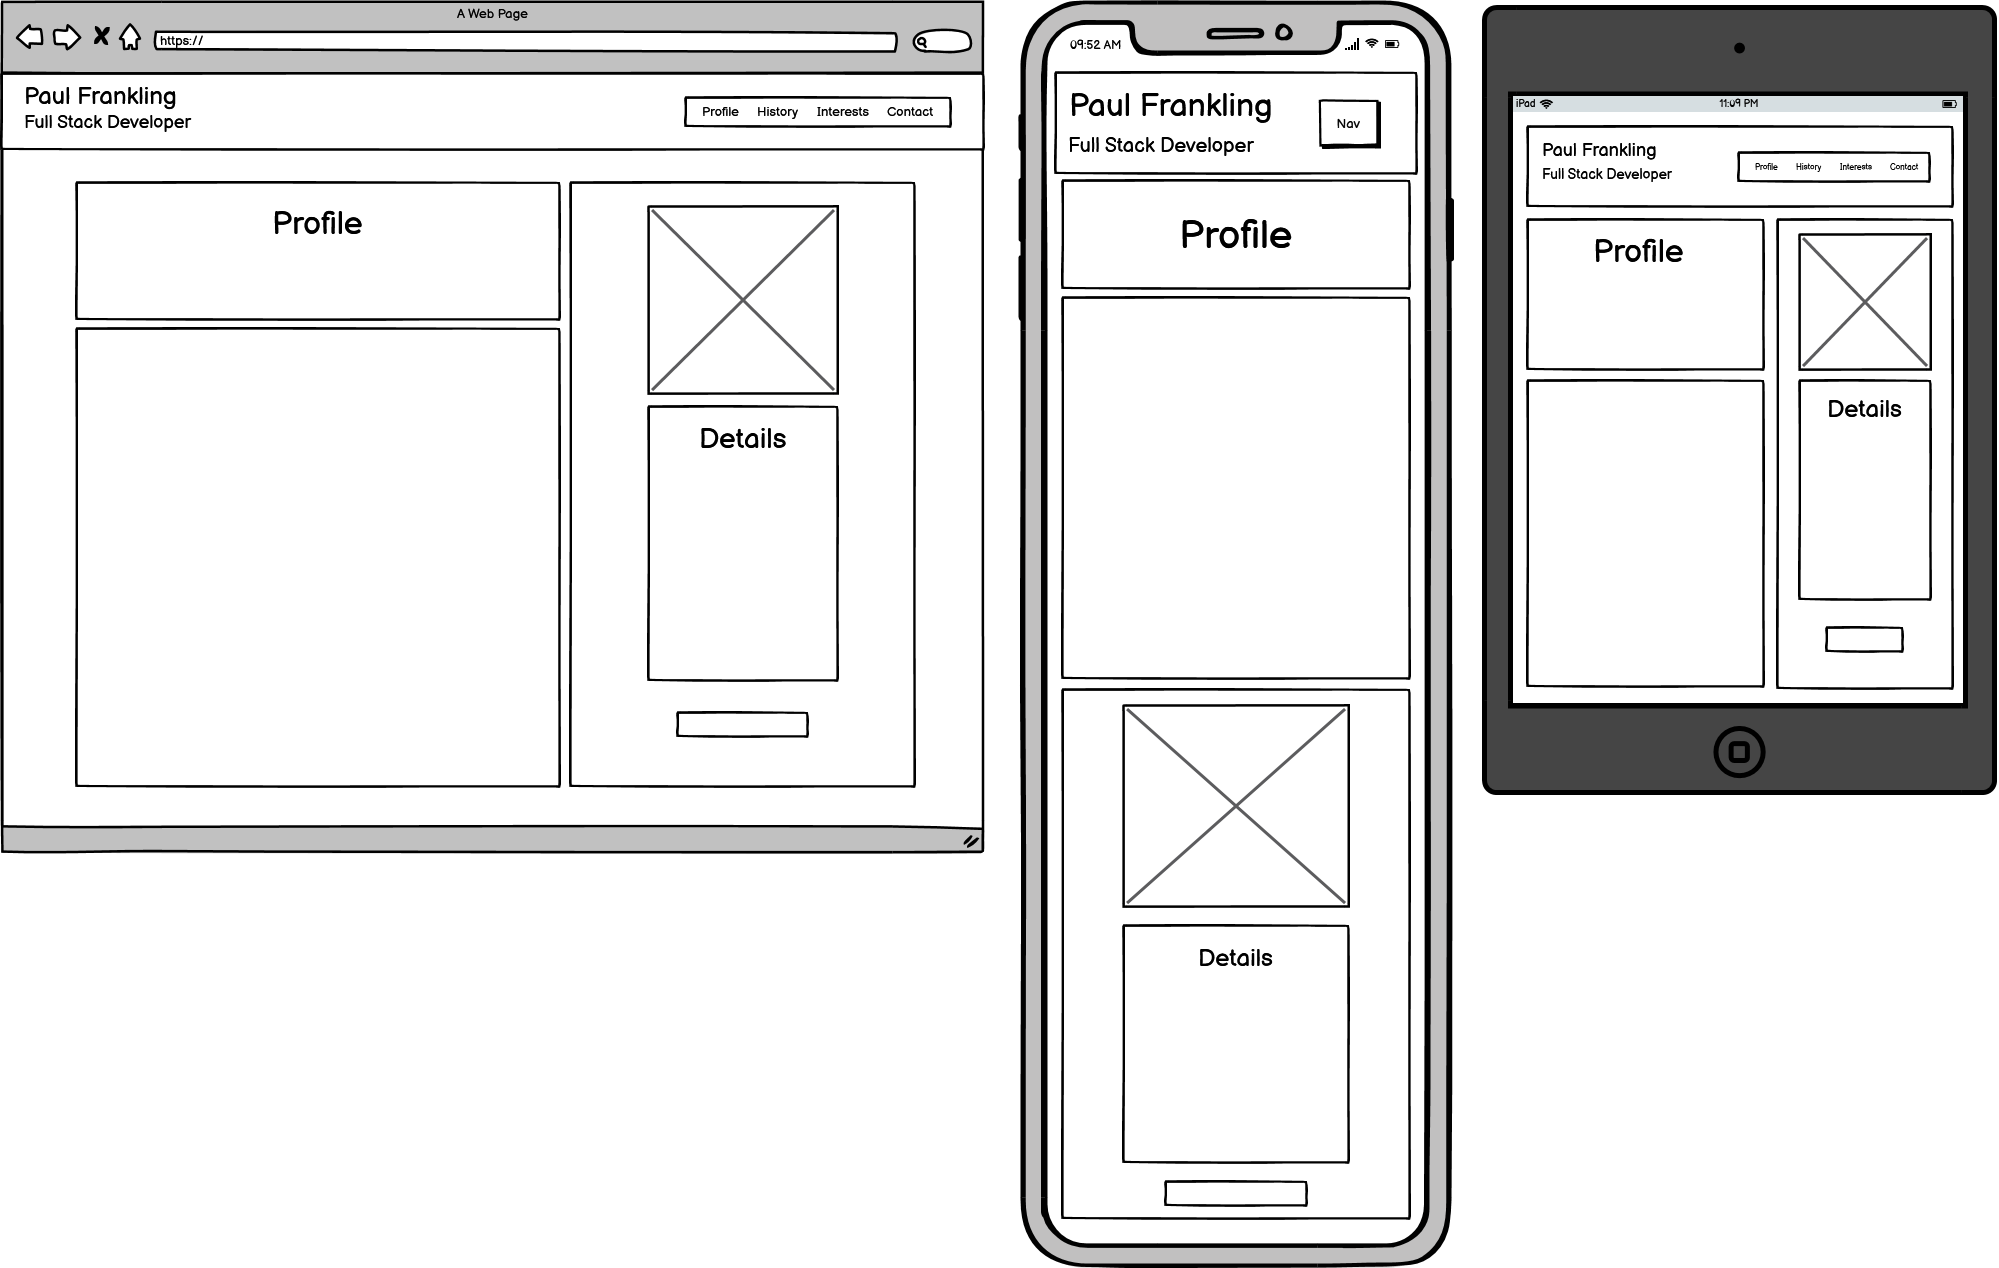 A Web Page
https://
Paul Frankling
Full Stack Developer
Profile History Interests Contact
Profile
Details
09:52 AM
Paul Frankling
Full Stack Developer
Nav
Profile
Details
iPad 11:09 PM
Paul Frankling
Full Stack Developer
Profile History Interests Contact
Profile
Details